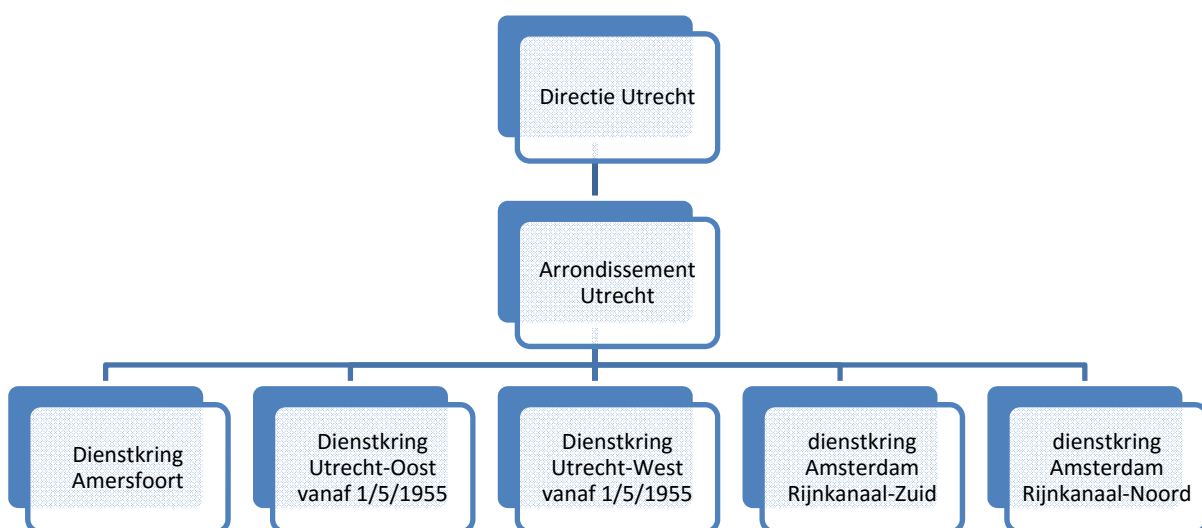 Directie Utrecht
Arrondissement
Utrecht
Dienstkring
Amersfoort
Dienstkring
Utrecht-Oost
vanaf 1/5/1955
Dienstkring
Utrecht-West
vanaf 1/5/1955
dienstkring
Amsterdam
Rijnkanaal-Zuid
dienstkring
Amsterdam
Rijnkanaal-Noord